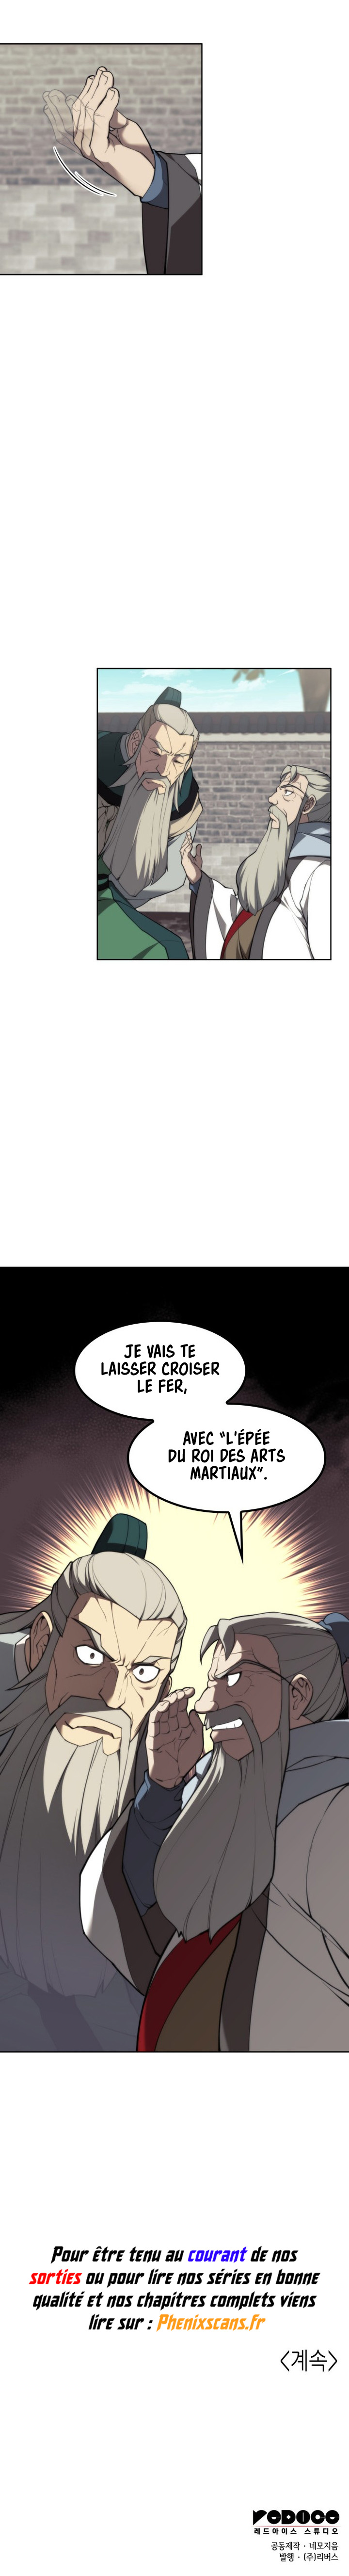 JE VAIS TE
LAISSER CROISER
LE FER,
AVEC "L'ÉPÉE
DU ROI DES ARTS
MARTIAUX".
Pour être tenu au courant de nos
sorties ou pour lire nos séries en bonne
qualité et nos chapitres complets viens
lire sur : Phenixscans.fr
<계속>
REDICE
레드아이스 스튜디오
공동제작 · 네모지음
발행 · (주)리버스